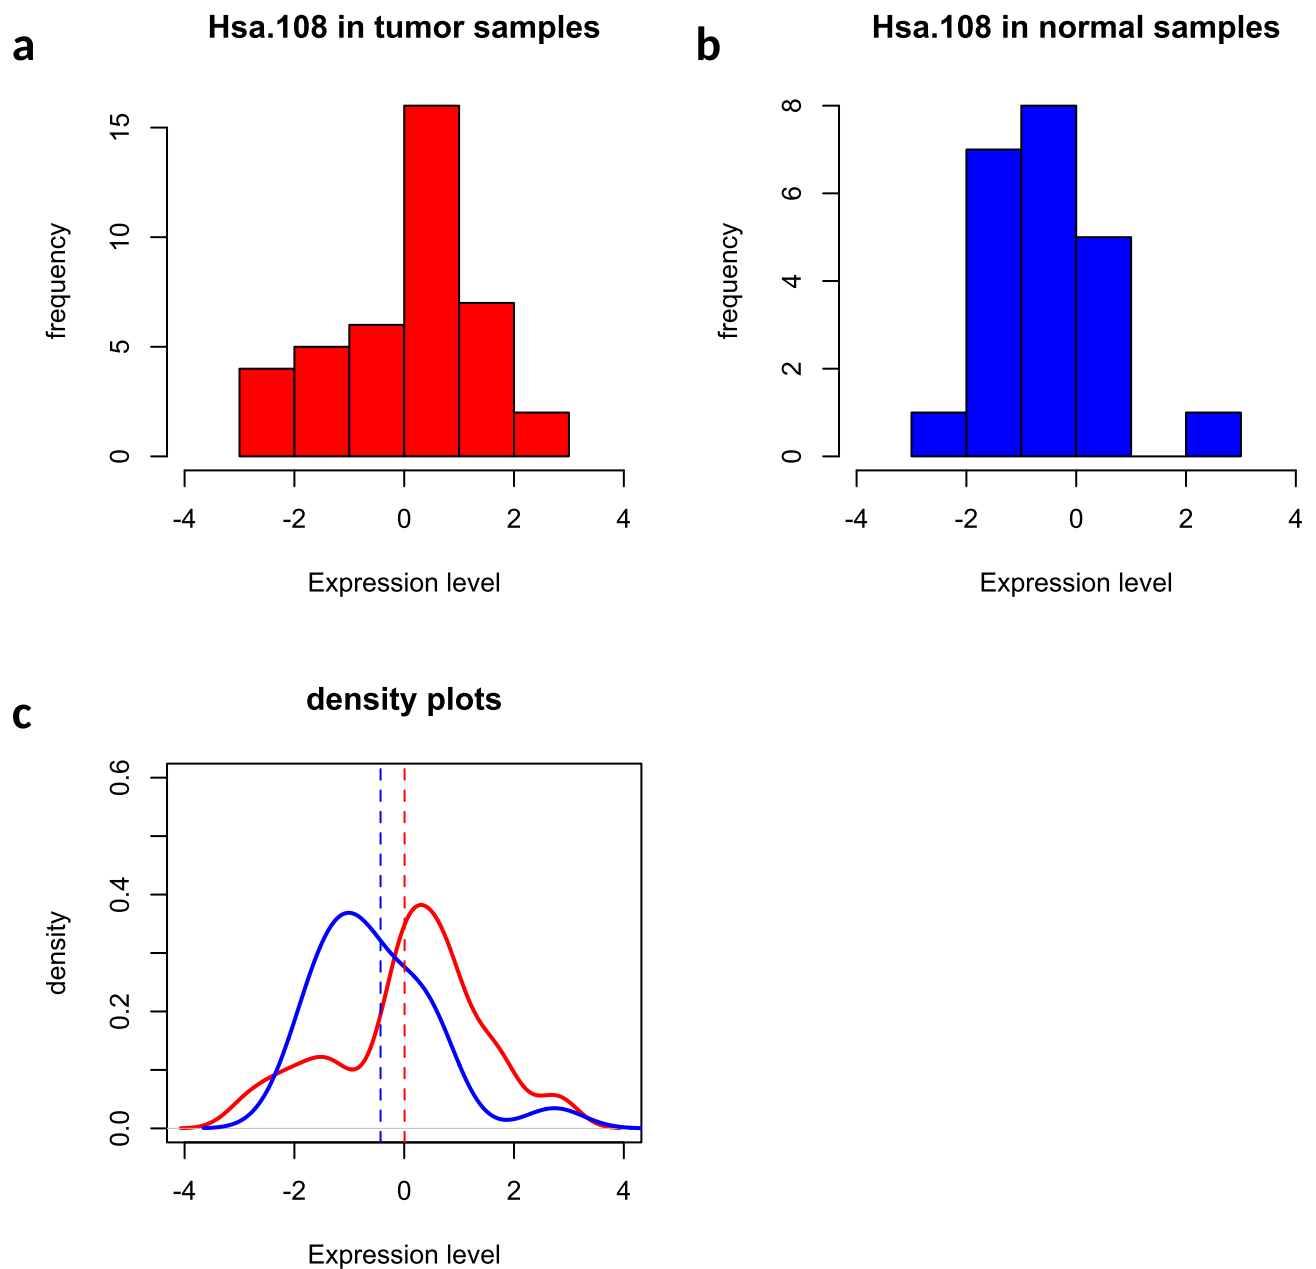 a
Hsa.108 in tumor samples
frequency
0
5
10
15
-4 -2 0 2 4
Expression level
b
Hsa.108 in normal samples
frequency
0
2
4
6
8
-4 -2 0 2 4
Expression level
c
density plots
density
0.0
0.2
0.4
0.6
-4 -2 0 2 4
Expression level